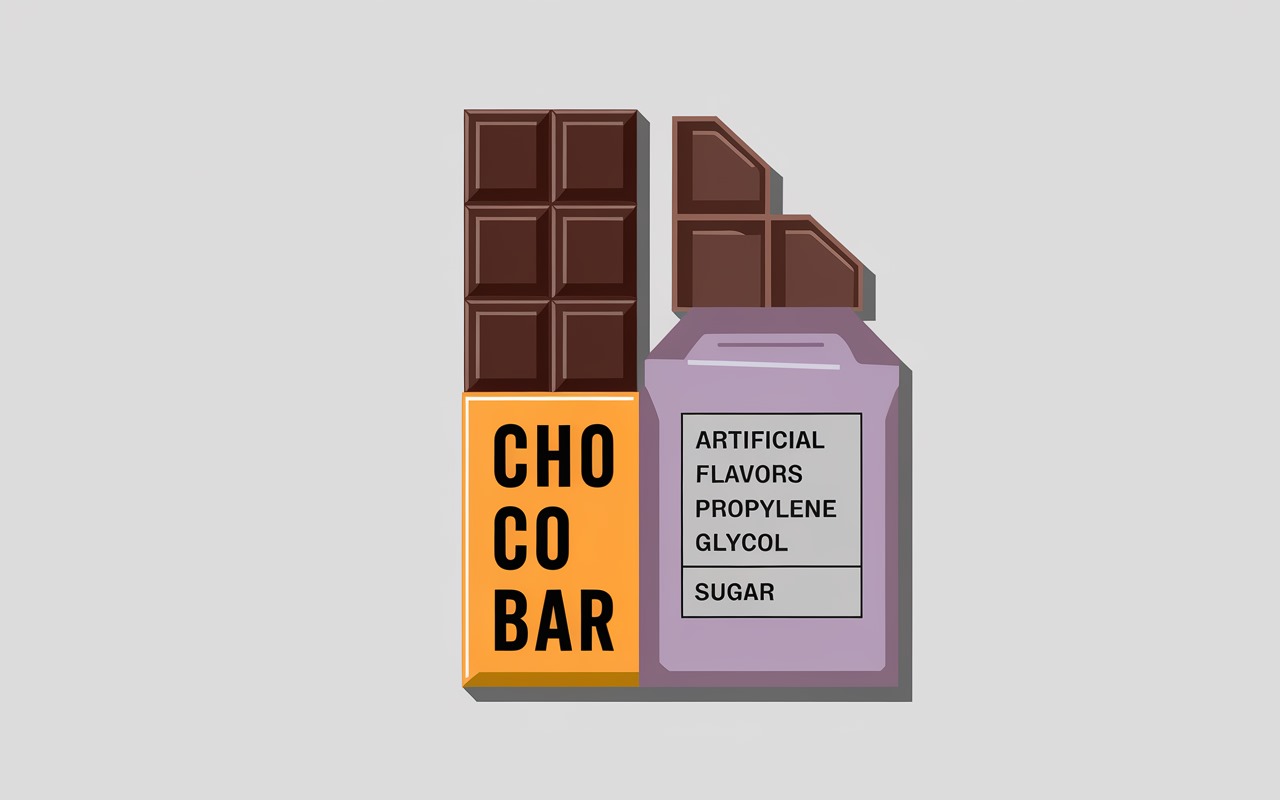 CHO
CO
BAR
ARTIFICIAL
FLAVORS
PROPYLENE
GLYCOL
SUGAR